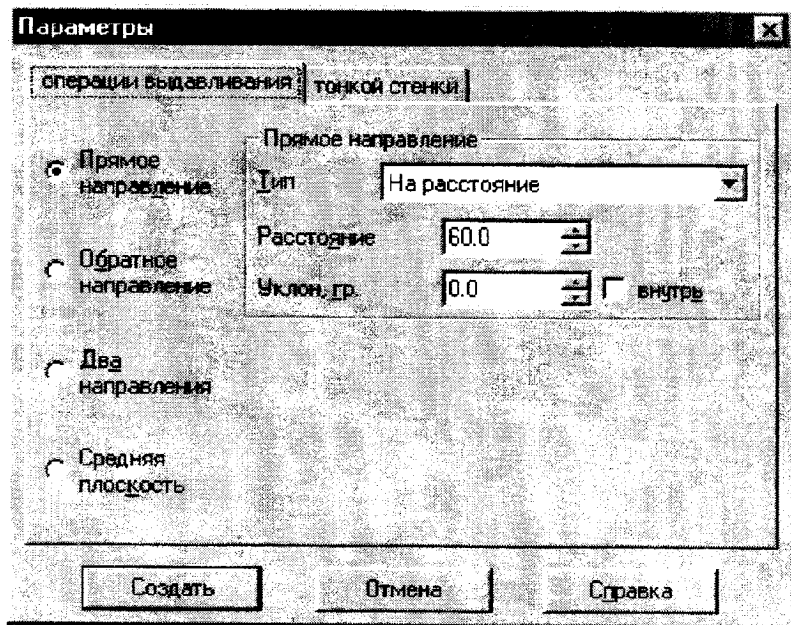 Параметры
операции выдавливания
тонкой стенки
Прямое
направление
Обратное
направление
Два
направления
Средняя
плоскость
Прямое направление
Тип
На расстояние
Расстояние
60.0
Уклон, гр.
0.0
внутрь
Создать
Отмена
Справка